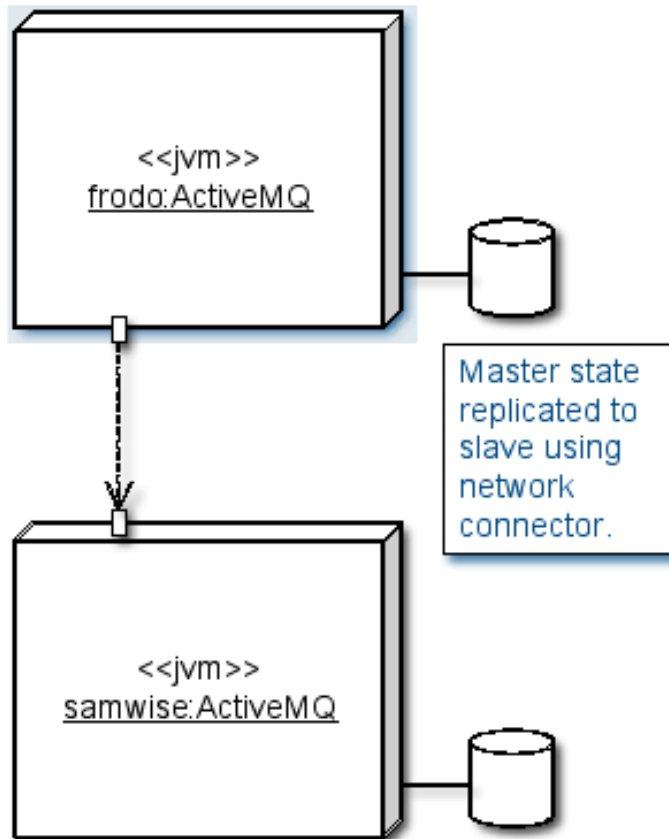 <<jvm>>
frodo:ActiveMQ
Master state
replicated to
slave using
network
connector.
<<jvm>>
samwise:ActiveMQ